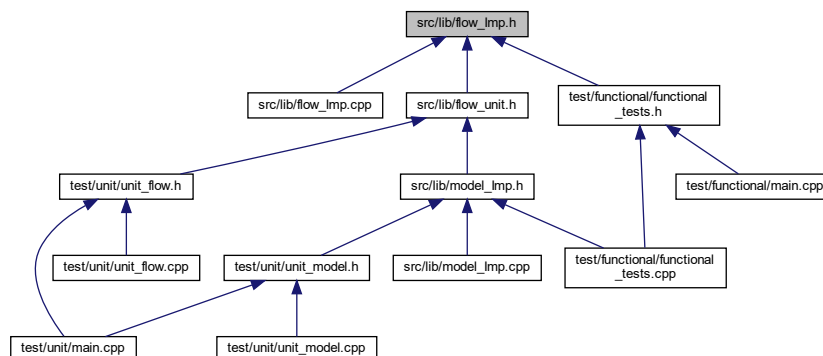 src/lib/flow_Imp.h
src/lib/flow_Imp.cpp
src/lib/flow_unit.h
test/functional/functional
_tests.h
test/unit/unit_flow.h
src/lib/model_Imp.h
test/functional/main.cpp
test/unit/unit_flow.cpp
test/unit/unit_model.h
src/lib/model_Imp.cpp
test/functional/functional
_tests.cpp
test/unit/main.cpp
test/unit/unit_model.cpp